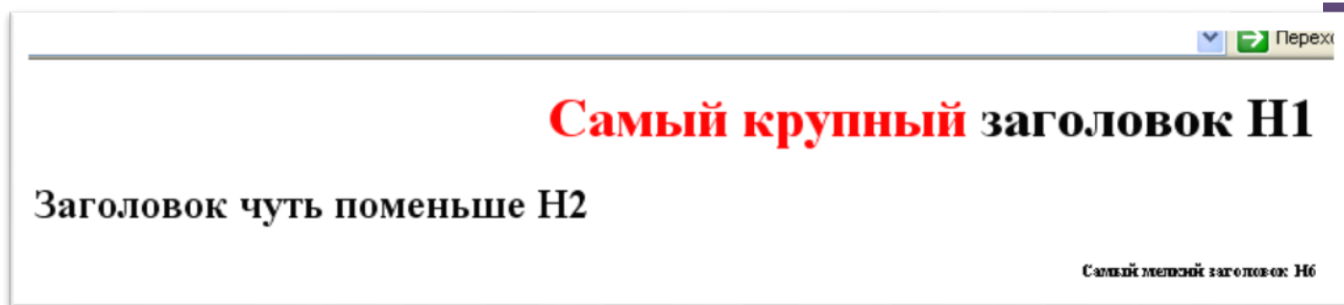 Перехо
Самый крупный заголовок H1
Заголовок чуть поменьше H2
Самый мелкий заголовок H6